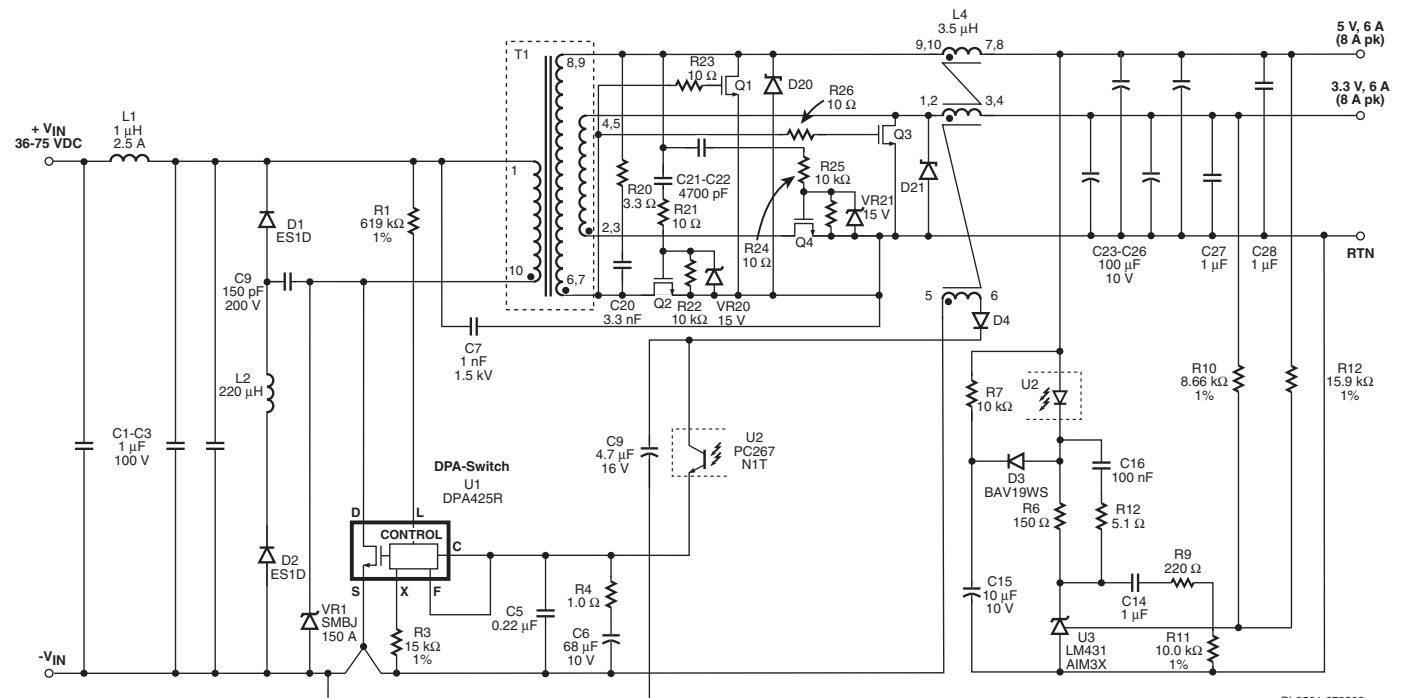 L4
3.5 µH
5 V, 6 A
(8 A pk)
T1
8,9
9,10
7,8
R23
10 Ω
Q1
D20
R26
10 Ω
3.3 V, 6 A
(8 A pk)
L1
1 µH
2.5 A
+ VIN
36-75 VDC
4,5
1,2
3,4
Q3
1
C21-C22
4700 pF
R25
10 kΩ
D21
R20
3.3 Ω
R21
10 Ω
VR21
15 V
D1
ES1D
R1
619 kΩ
1%
2,3
R24
10 Ω
Q4
C23-C26
100 µF
10 V
C27
1 µF
C28
1 µF
RTN
C9
150 pF
200 V
10
6,7
C20
3.3 nF
Q2
R22
10 kΩ
VR20
15 V
5
6
D4
C7
1 nF
1.5 kV
L2
220 µH
R7
10 kΩ
U2
R10
8.66 kΩ
1%
R12
15.9 kΩ
1%
C1-C3
1 µF
100 V
C9
4.7 µF
16 V
U2
PC267
N1T
DPA-Switch
U1
DPA425R
D3
BAV19WS
C16
100 nF
D
L
CONTROL
C
R6
150 Ω
R12
5.1 Ω
S
X
F
D2
ES1D
R9
220 Ω
C14
1 µF
C15
10 µF
10 V
VR1
SMBJ
150 A
R3
15 kΩ
1%
C5
0.22 µF
R4
1.0 Ω
C6
68 µF
10 V
U3
LM431
AIM3X
R11
10.0 kΩ
1%
-VIN